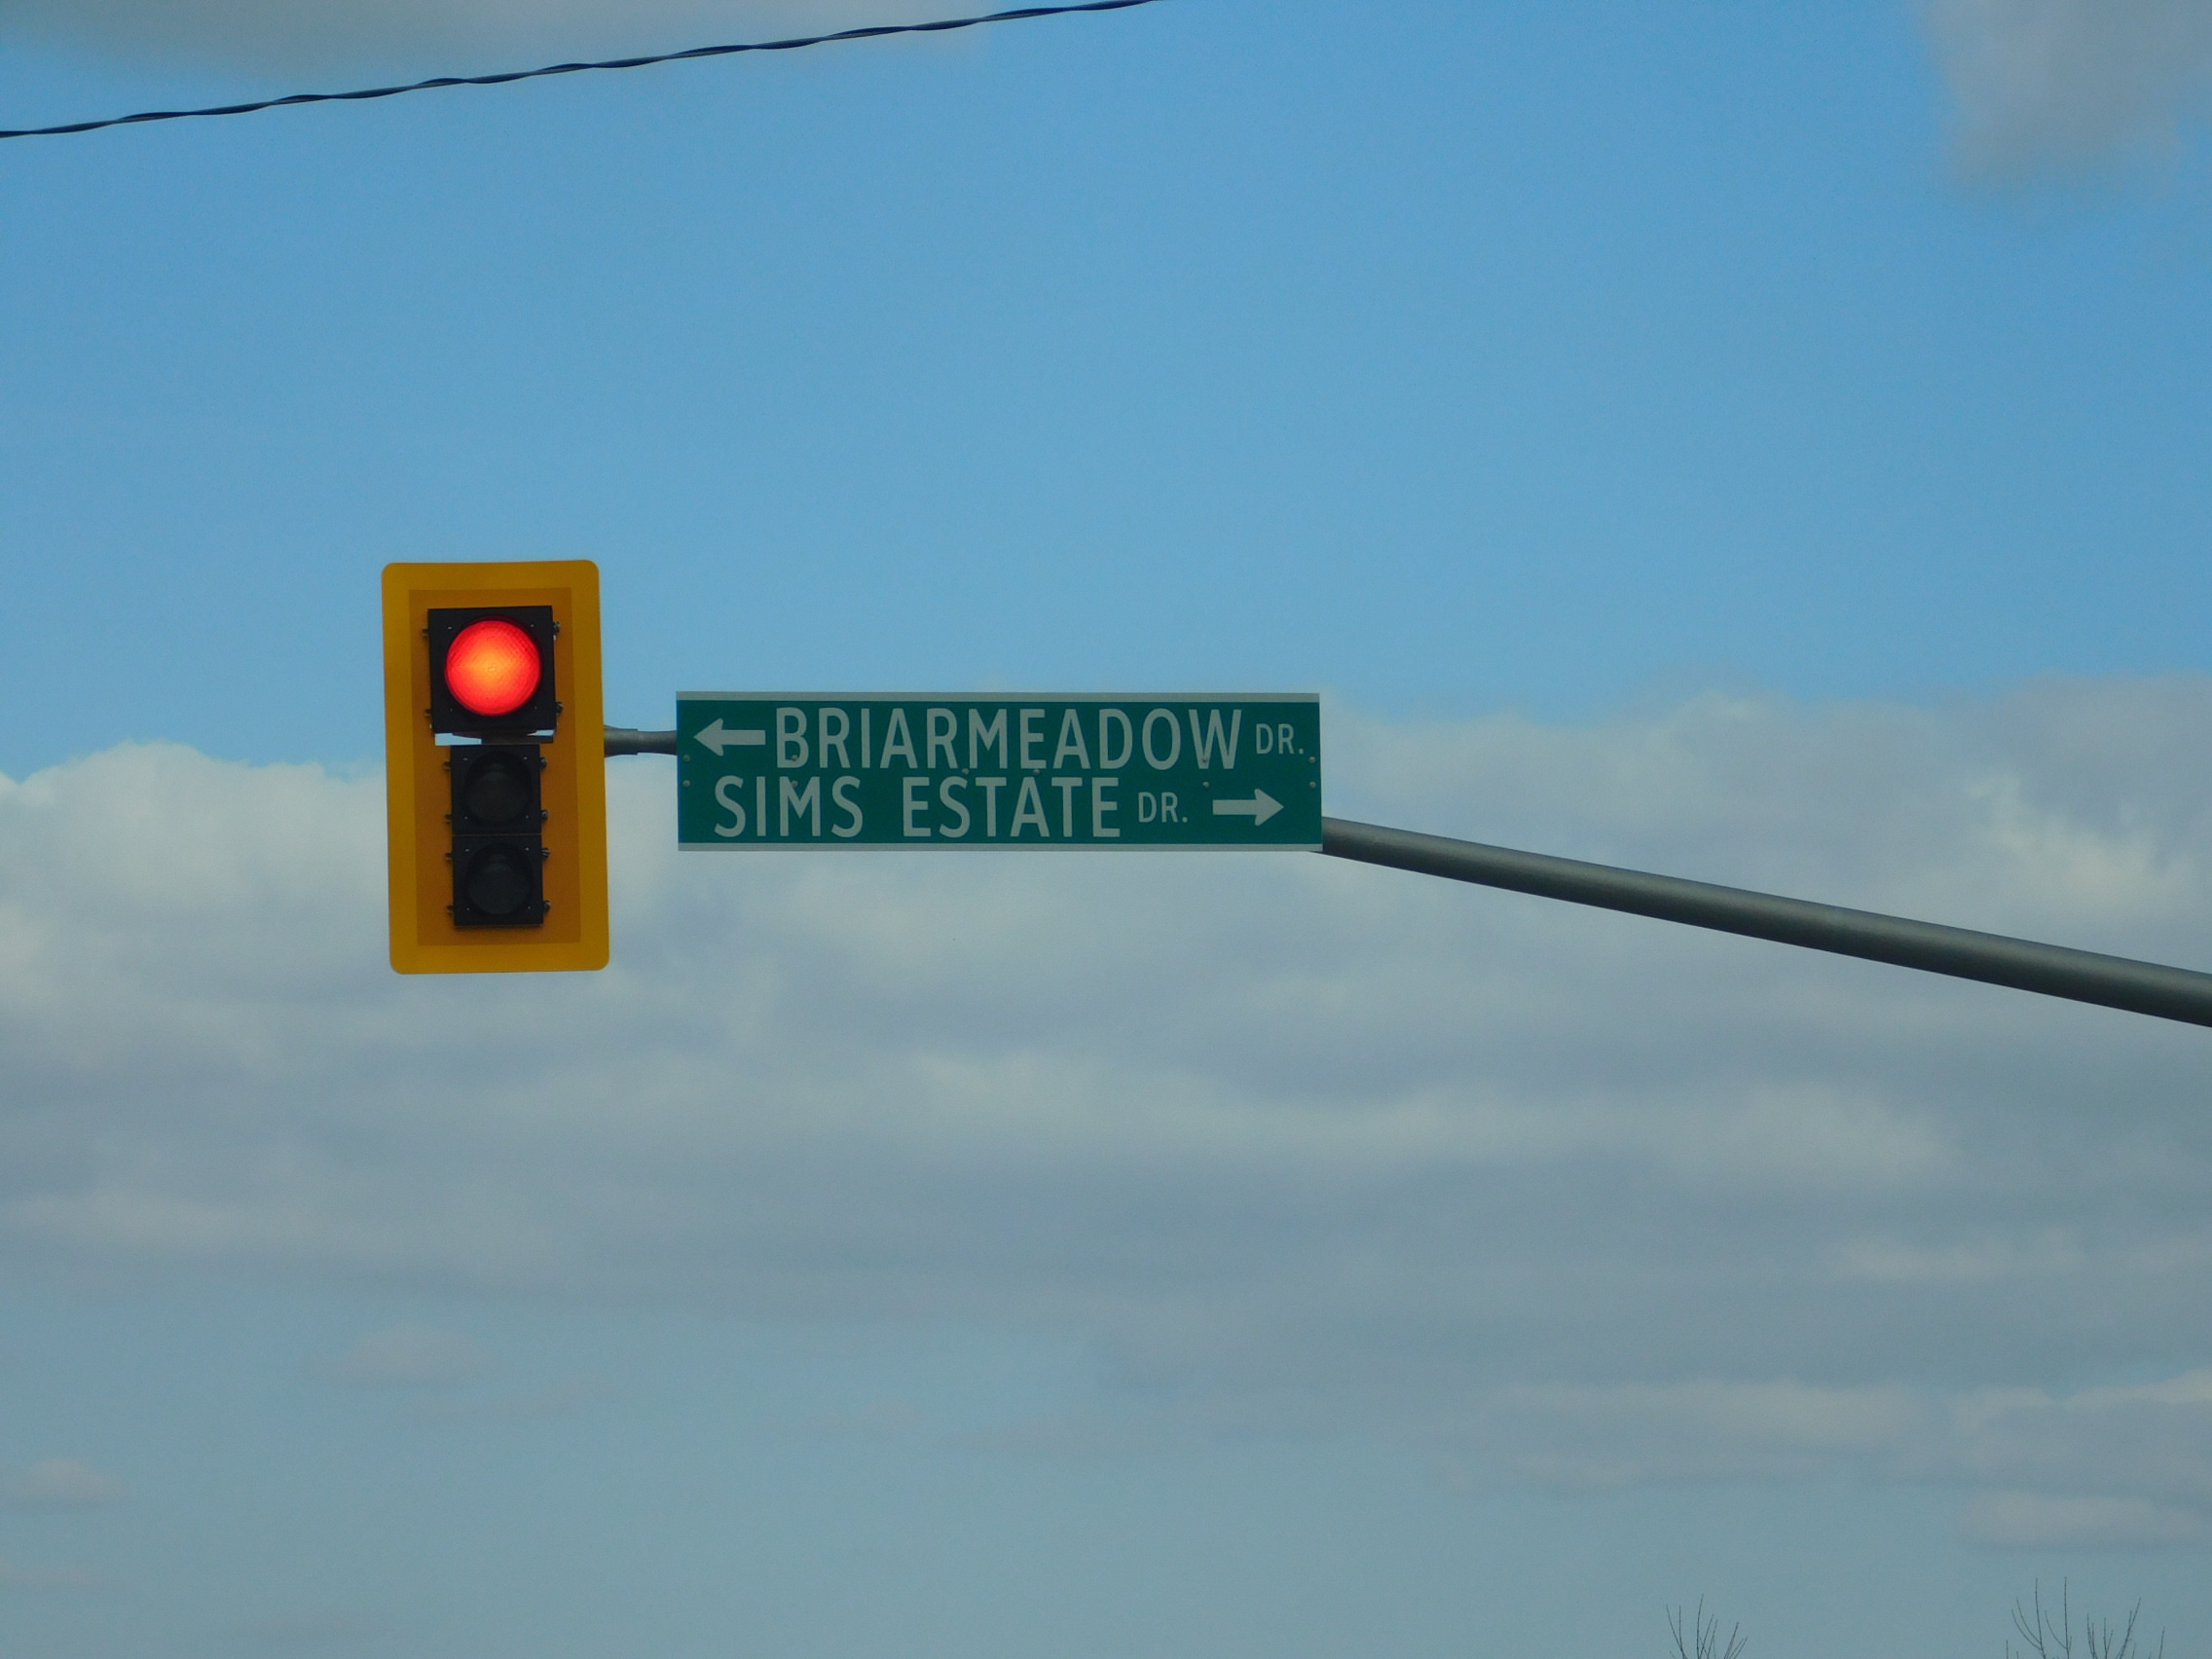 ←BRIARMEADOW DR.
SIMS ESTATE DR. →